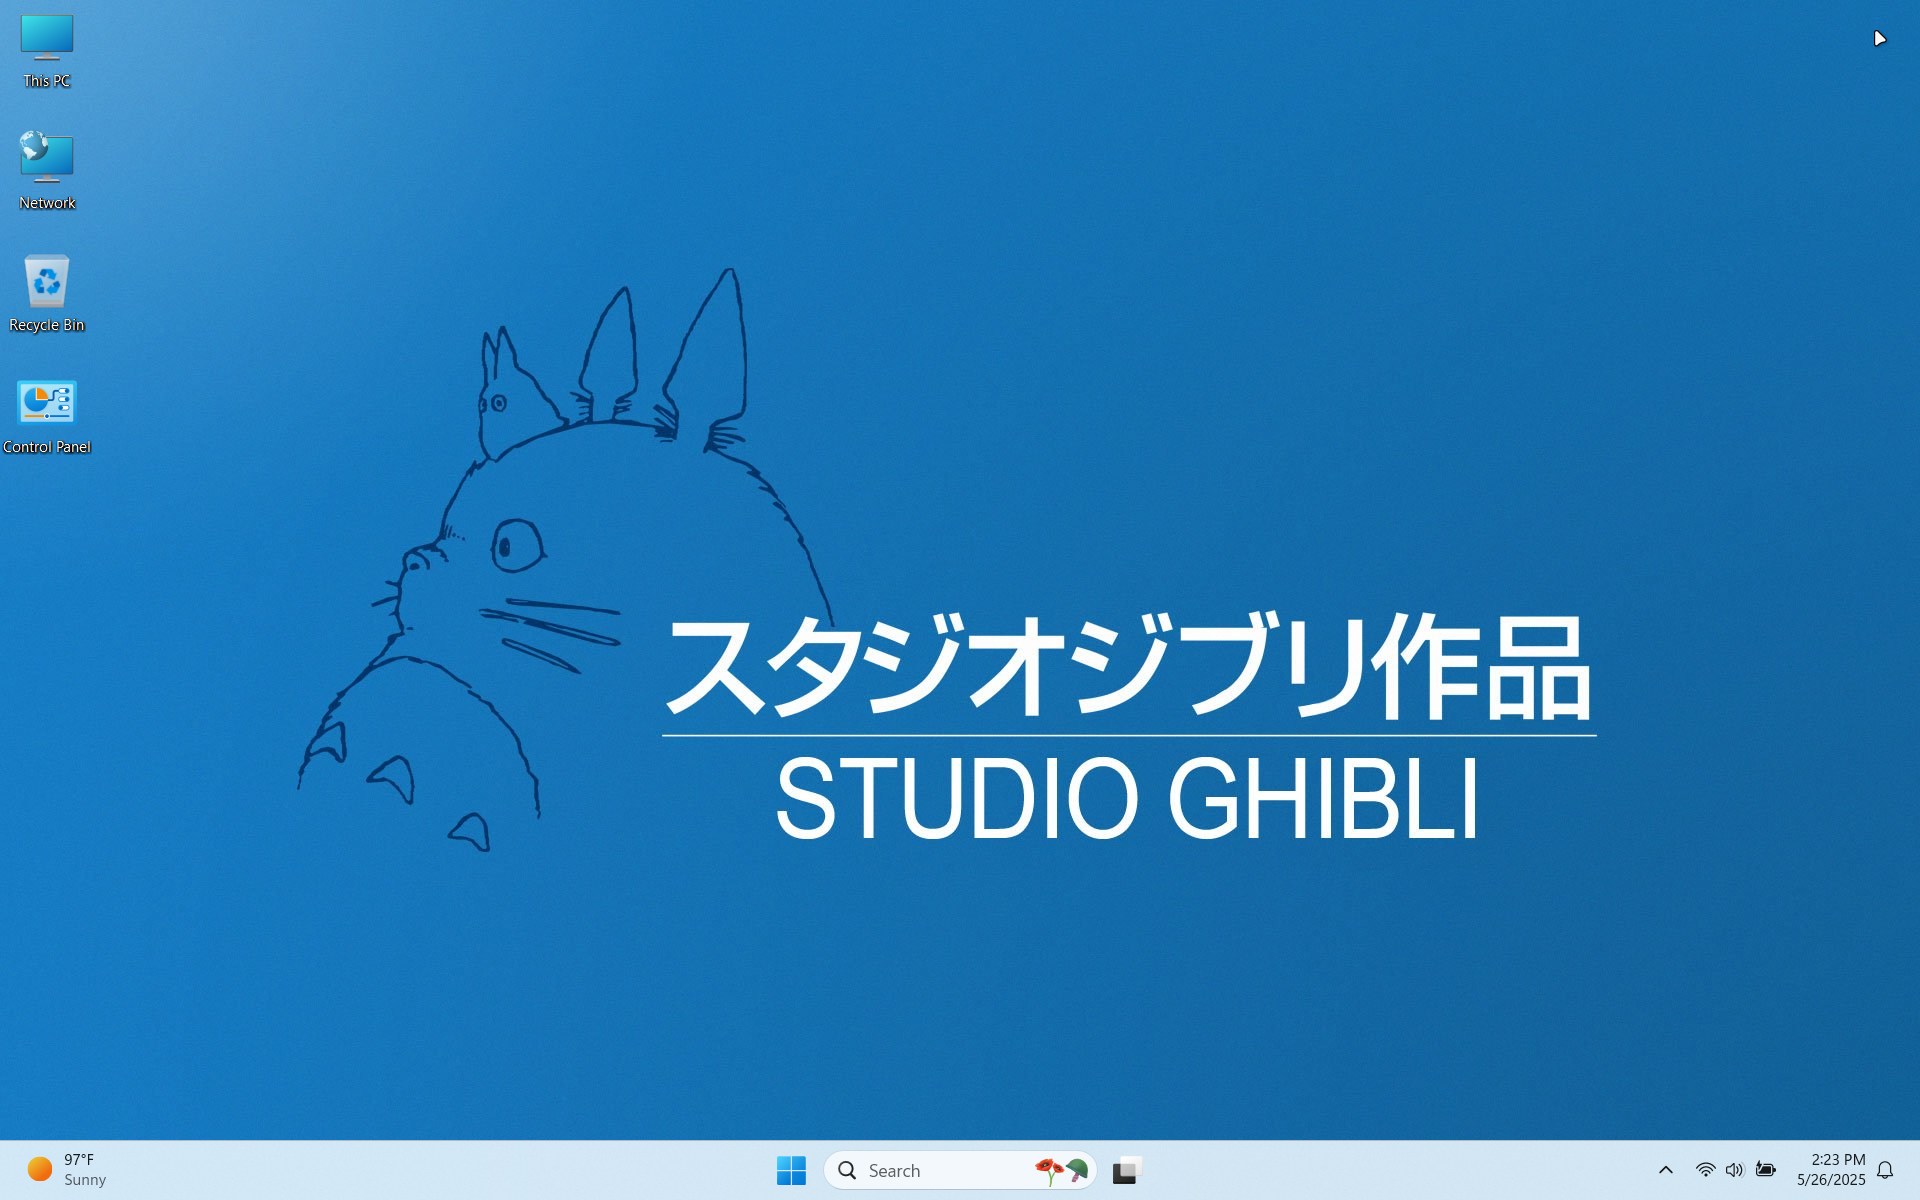 This PC
Network
Recycle Bin
Control Panel
スタジオジブリ作品
STUDIO GHIBLI
97°F
Sunny
Search
2:23 PM
5/26/2025